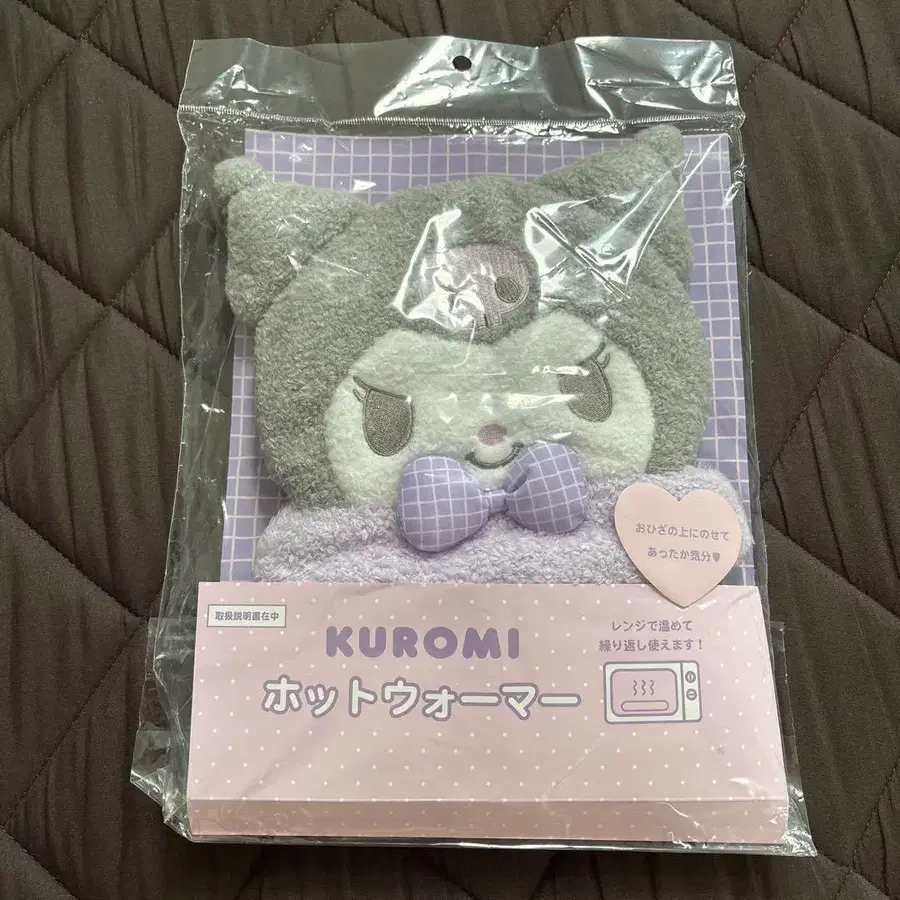 おひざの上にのせて
あったか気分♥
取扱説明書在中
KUROMI
レンジで温めて
繰り返し使えます！
ホットウォーマー